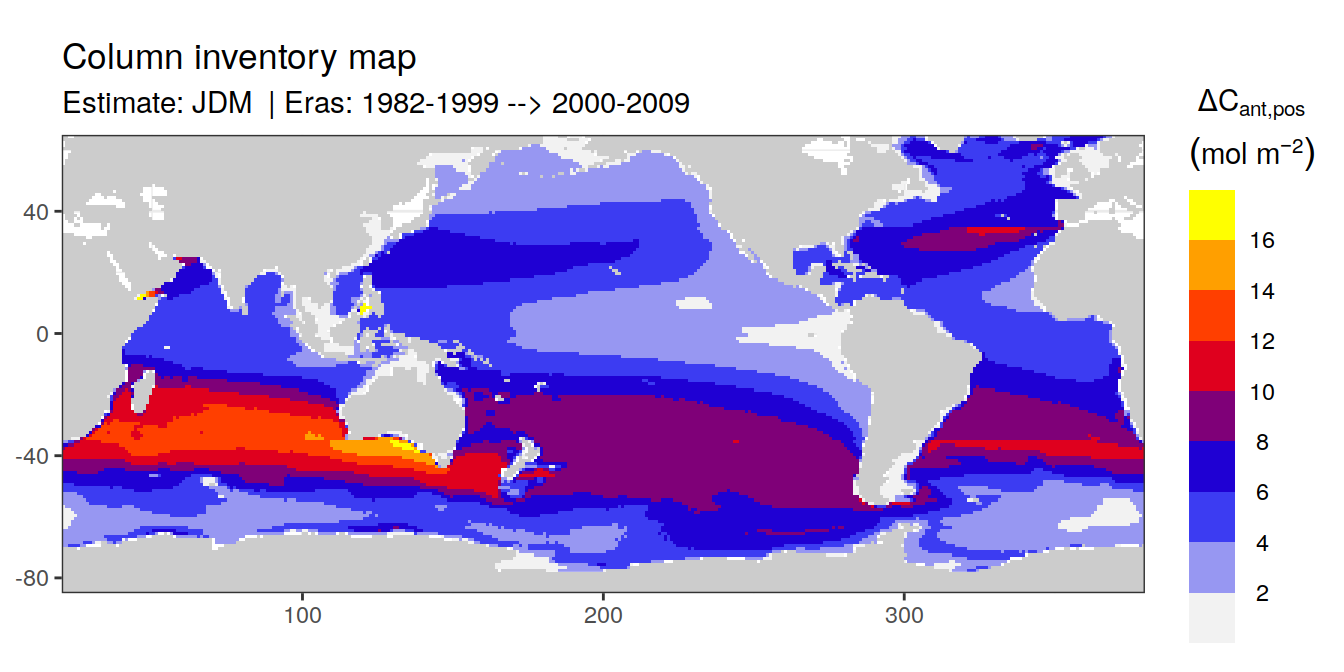 Column inventory map
Estimate: JDM | Eras: 1982-1999 --> 2000-2009
ΔCant,pos
(mol m⁻²)
16
14
12
10
8
6
4
2
40
0
-40
-80
100 200 300